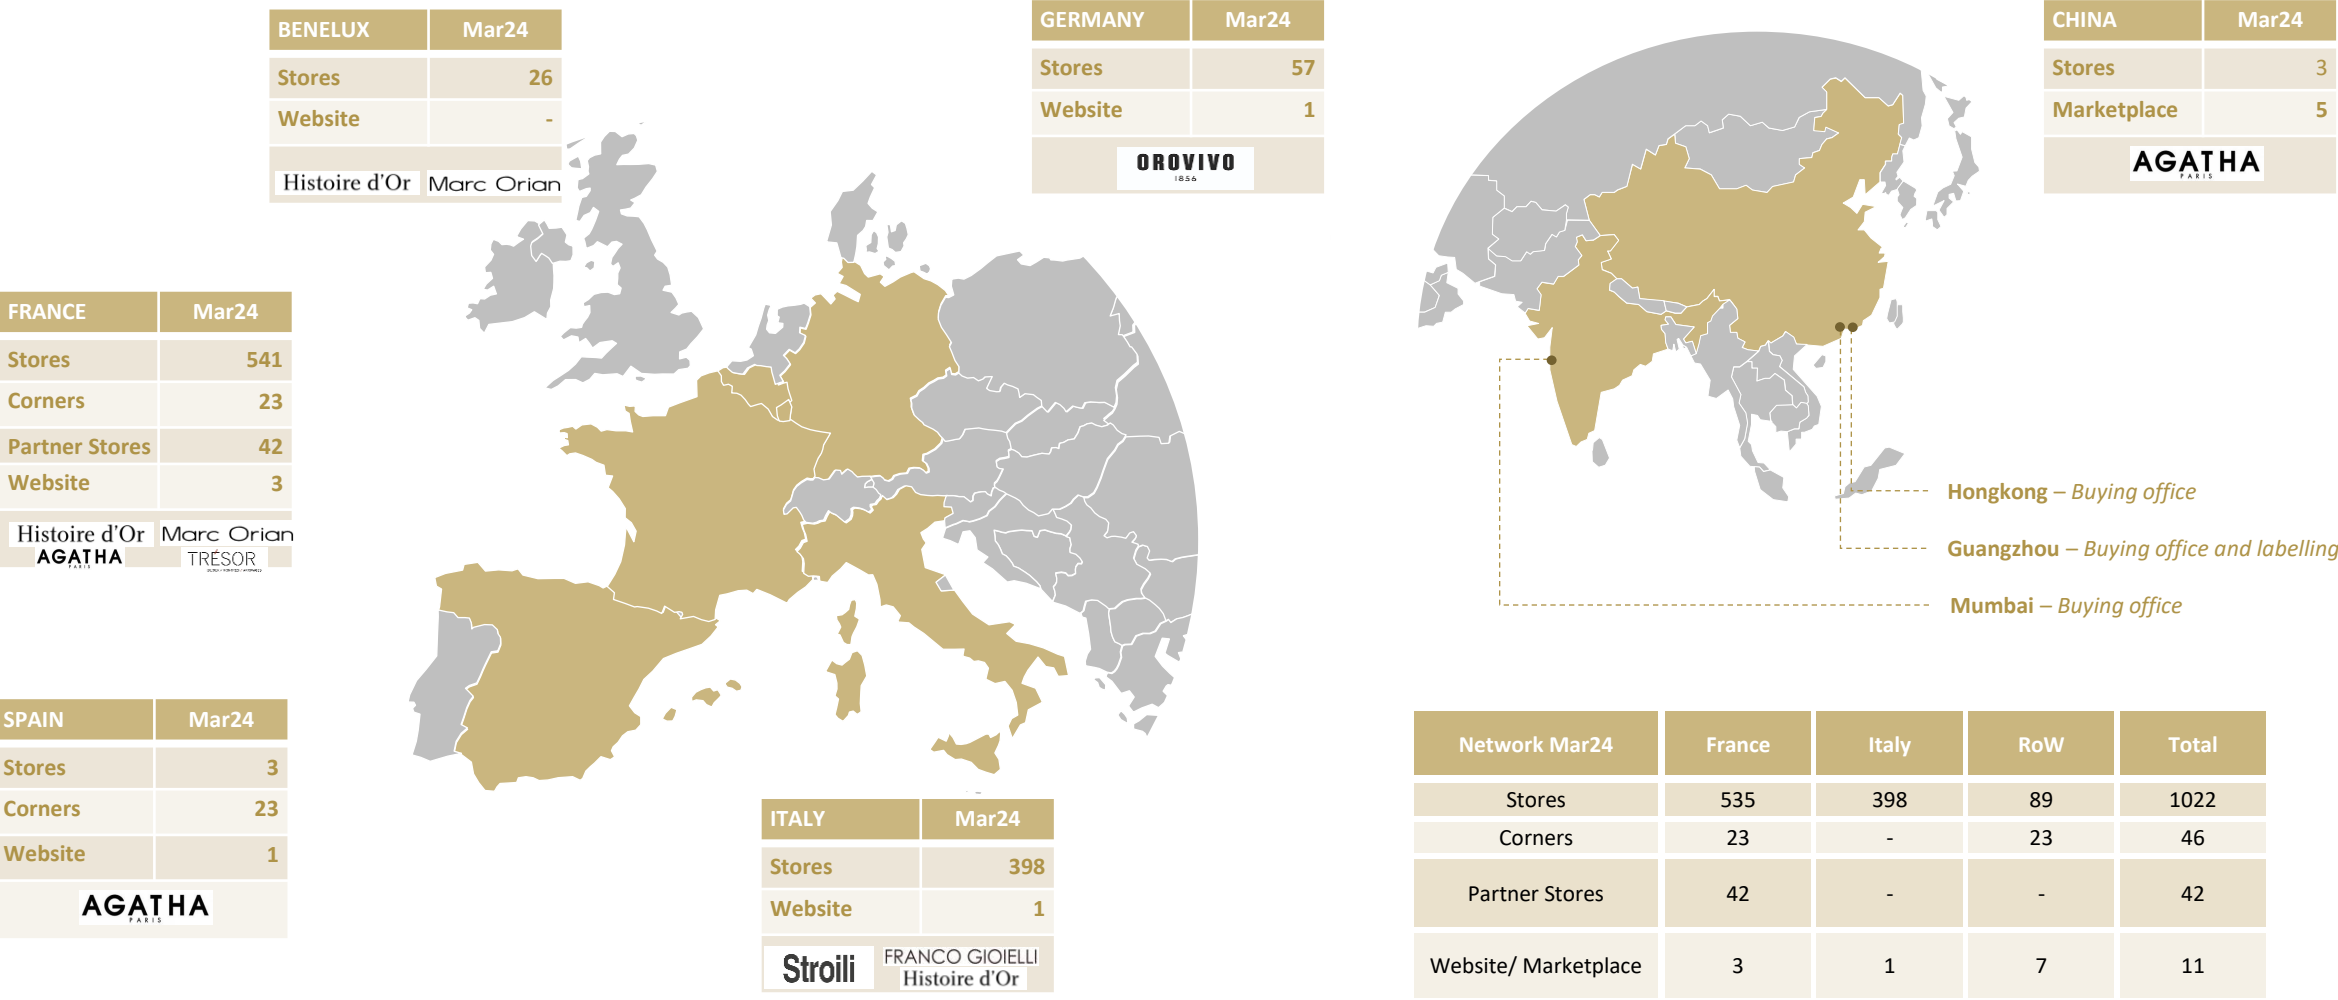 BENELUX Mar24
Stores 26
Website -
Histoire d'Or Marc Orian
GERMANY Mar24
Stores 57
Website 1
OROVIVO
1856
CHINA Mar24
Stores 3
Marketplace 5
AGATHA
PARIS
FRANCE Mar24
Stores 541
Corners 23
Partner Stores 42
Website 3
Histoire d'Or Marc Orian
AGATHA TRÉSOR
PARIS
Hongkong – Buying office
Guangzhou – Buying office and labelling
Mumbai – Buying office
SPAIN Mar24
Stores 3
Corners 23
Website 1
AGATHA
PARIS
ITALY Mar24
Stores 398
Website 1
Stroili FRANCO GIOIELLI
Histoire d'Or
Network Mar24 France Italy RoW Total
Stores 535 398 89 1022
Corners 23 - 23 46
Partner Stores 42 - - 42
Website/ Marketplace 3 1 7 11